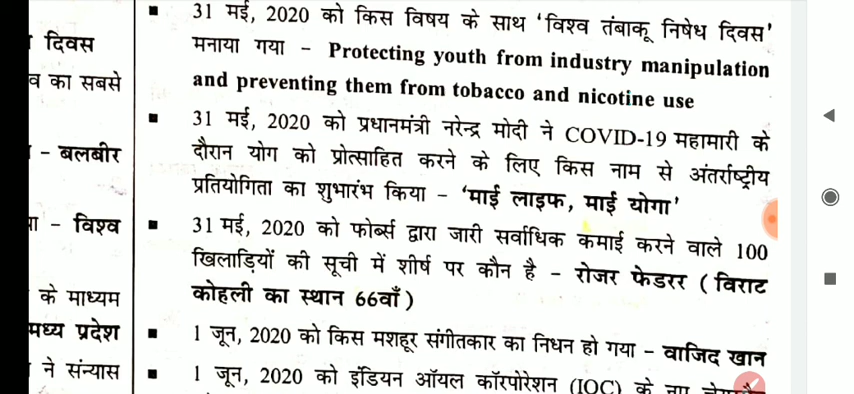 दिवस
व का सबसे
- बलबीर
ा - विश्व
के माध्यम
मध्य प्रदेश
ने संन्यास
▪ 31 मई, 2020 को किस विषय के साथ ‘विश्व तंबाकू निषेध दिवस’
मनाया गया – Protecting youth from industry manipulation
and preventing them from tobacco and nicotine use
▪ 31 मई, 2020 को प्रधानमंत्री नरेन्द्र मोदी ने COVID-19 महामारी के
दौरान योग को प्रोत्साहित करने के लिए किस नाम से अंतर्राष्ट्रीय
प्रतियोगिता का शुभारंभ किया – ‘माई लाइफ, माई योगा’
▪ 31 मई, 2020 को फोर्ब्स द्वारा जारी सर्वाधिक कमाई करने वाले 100
खिलाड़ियों की सूची में शीर्ष पर कौन है – रोजर फेडरर ( विराट
कोहली का स्थान 66वाँ )
▪ 1 जून, 2020 को किस मशहूर संगीतकार का निधन हो गया – वाजिद खान
▪ 1 जून, 2020 को इंडियन ऑयल कॉरपोरेशन (IOC) के नए